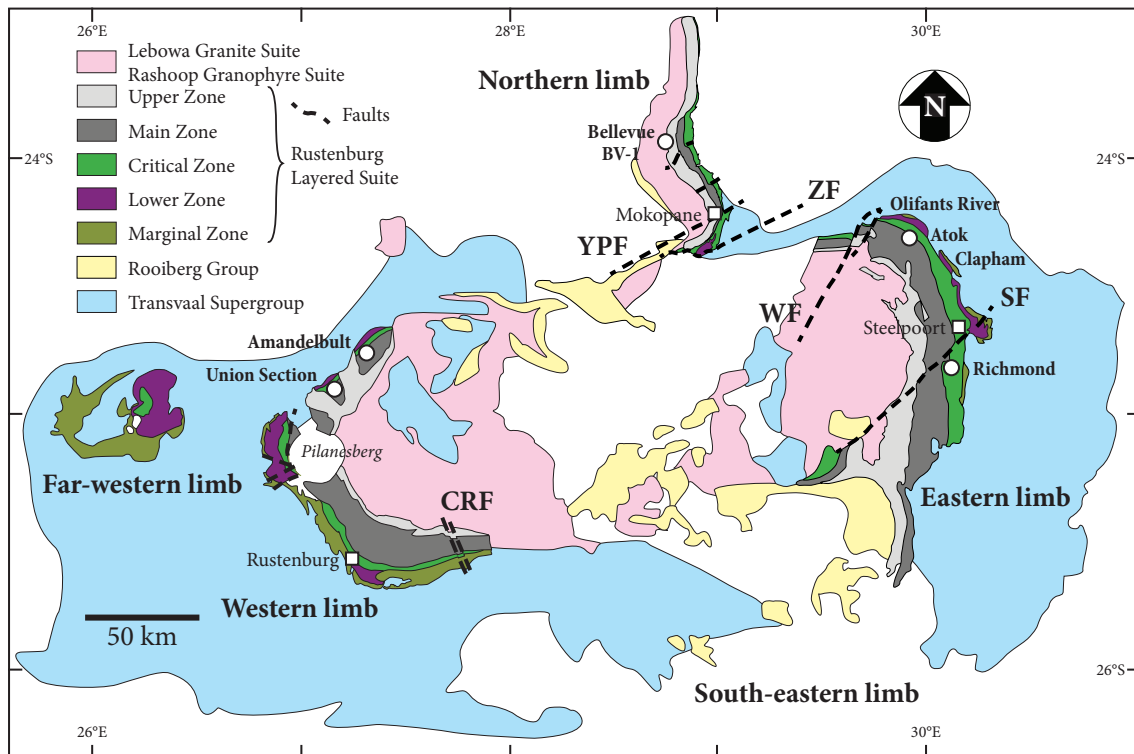 26°E
28°E
30°E
Lebowa Granite Suite
Rashoop Granophyre Suite
Upper Zone
Main Zone
Critical Zone
Lower Zone
Marginal Zone
Rooiberg Group
Transvaal Supergroup
Faults
Rustenburg
Layered Suite
Northern limb
N
24°S
24°S
Bellevue
BV-1
Mokopane
ZF
YPF
Olifants River
Atok
Clapham
WF
SF
Steelpoort
Richmond
Amandelbult
Union Section
Pilanesberg
Far-western limb
CRF
Eastern limb
Rustenburg
Western limb
50 km
South-eastern limb
26°S
26°E
30°E